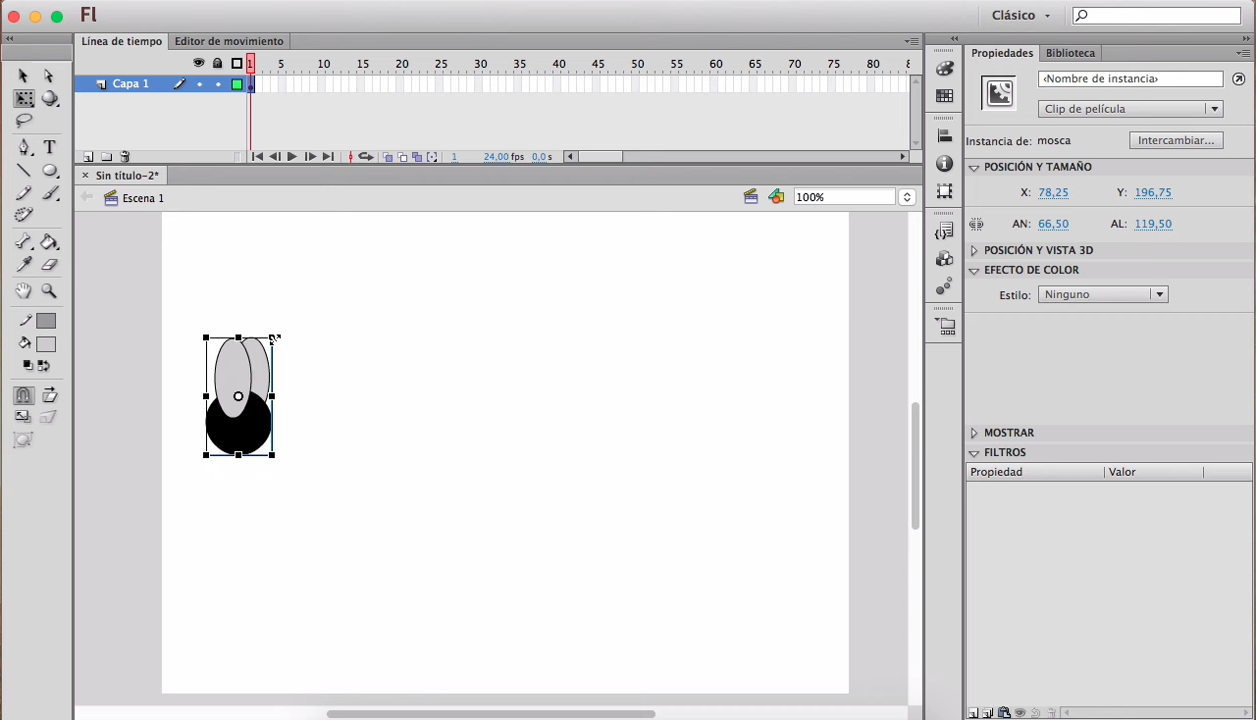 Fl
Clásico
Línea de tiempo
Editor de movimiento
1 5 10 15 20 25 30 35 40 45 50 55 60 65 70 75 80
Capa 1
1 24,00 fps 0,0 s
Sin título-2*
Escena 1
100%
Propiedades
Biblioteca
‹Nombre de instancia›
Clip de película
Instancia de: mosca
Intercambiar...
POSICIÓN Y TAMAÑO
X: 78,25 Y: 196,75
AN: 66,50 AL: 119,50
POSICIÓN Y VISTA 3D
EFECTO DE COLOR
Estilo: Ninguno
MOSTRAR
FILTROS
Propiedad Valor